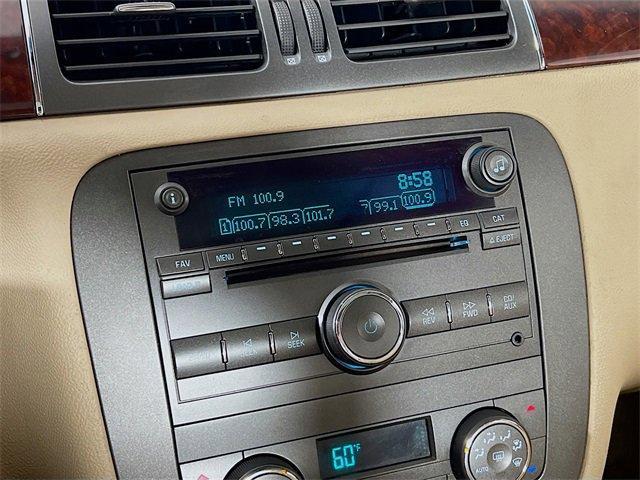 8:58
FM 100.9
1 100.7 98.3 101.7 99.1 100.9
i
FAV MENU EQ CAT
EJECT
SEEK
REV FWD CD/AUX
60°F
AUTO